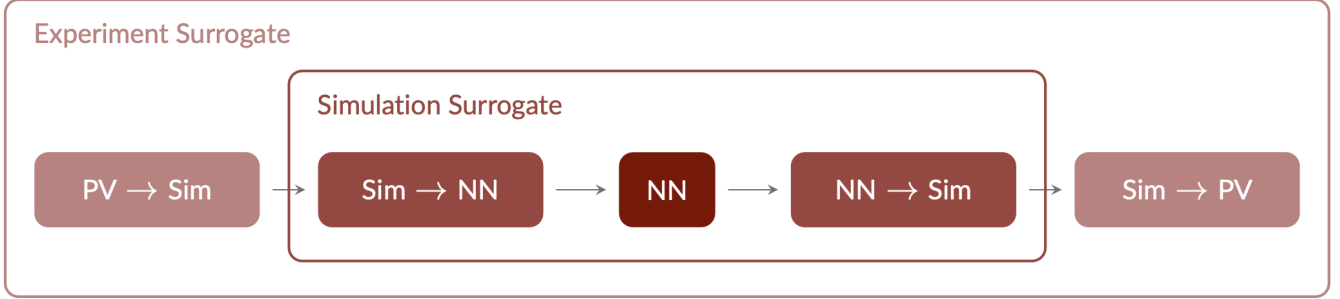 Experiment Surrogate
Simulation Surrogate
PV → Sim
Sim → NN
NN
NN → Sim
Sim → PV